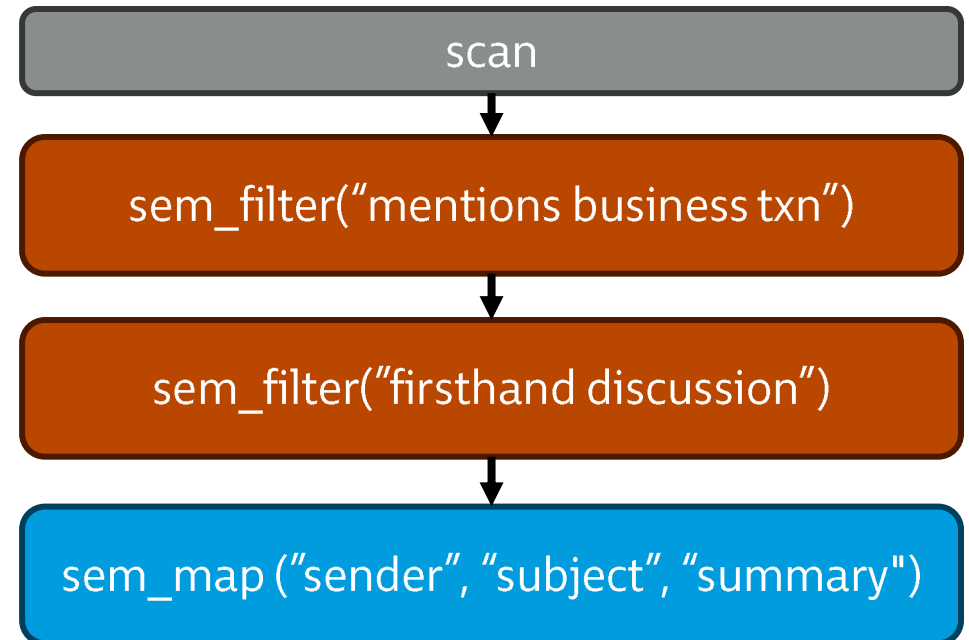 scan
sem_filter(“mentions business txn”)
sem_filter(”firsthand discussion”)
sem_map (”sender”, “subject”, “summary")